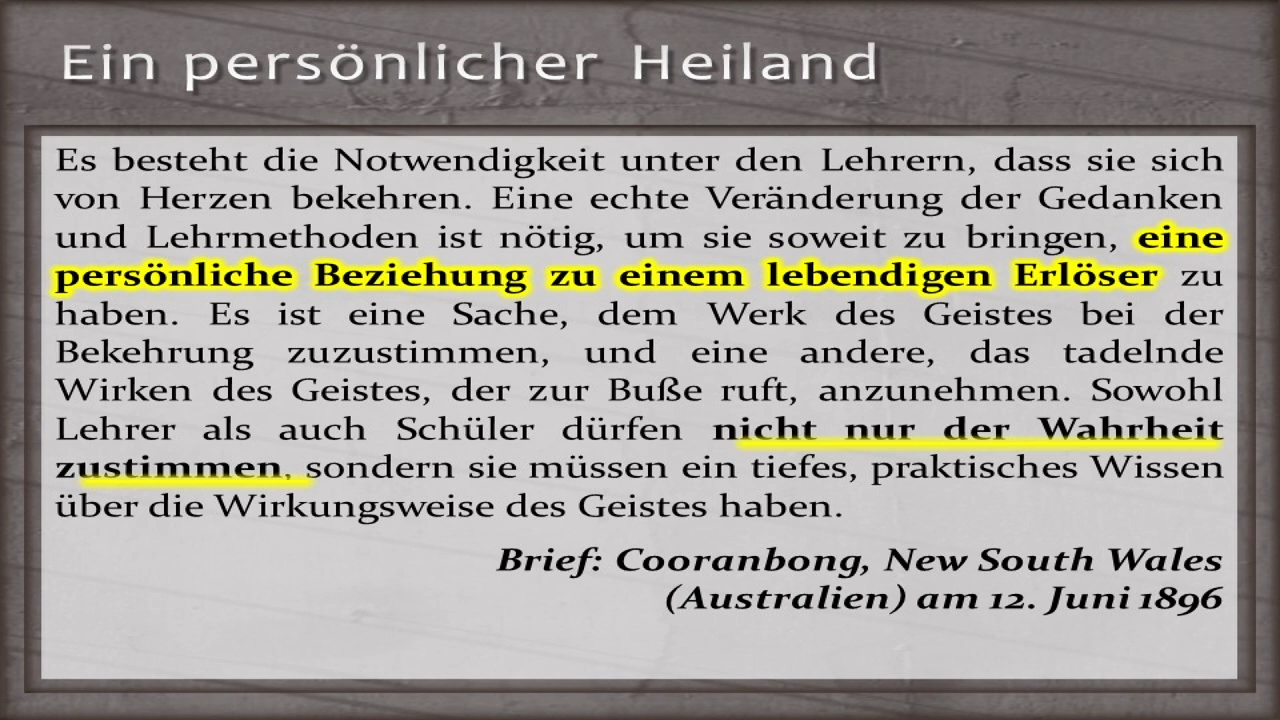 Ein persönlicher Heiland
Es besteht die Notwendigkeit unter den Lehrern, dass sie sich
von Herzen bekehren. Eine echte Veränderung der Gedanken
und Lehrmethoden ist nötig, um sie soweit zu bringen, eine
persönliche Beziehung zu einem lebendigen Erlöser zu
haben. Es ist eine Sache, dem Werk des Geistes bei der
Bekehrung zuzustimmen, und eine andere, das tadelnde
Wirken des Geistes, der zur Buße ruft, anzunehmen. Sowohl
Lehrer als auch Schüler dürfen nicht nur der Wahrheit
zustimmen, sondern sie müssen ein tiefes, praktisches Wissen
über die Wirkungsweise des Geistes haben.
Brief: Cooranbong, New South Wales
(Australien) am 12. Juni 1896